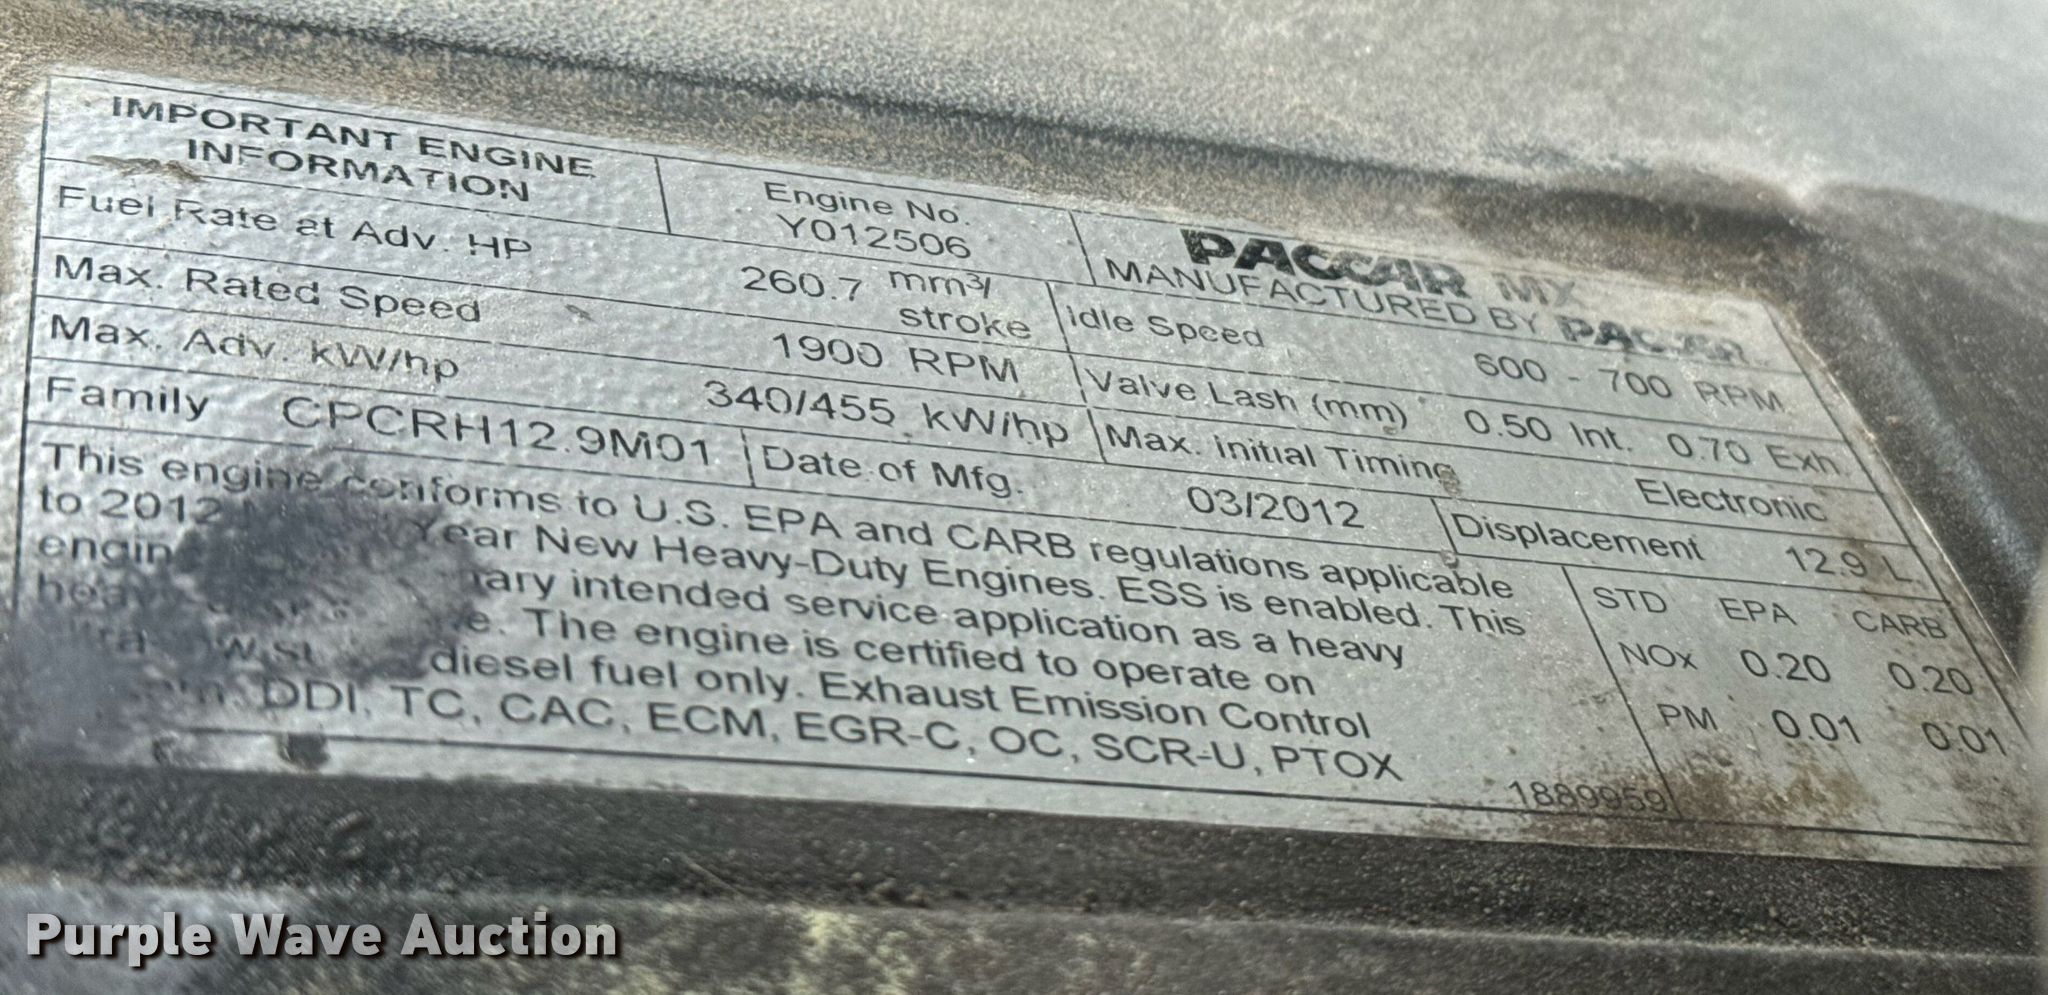 IMPORTANT ENGINE
INFORMATION
Engine No.
Y012506
PACCAR MX
MANUFACTURED BY PACCAR
Fuel Rate at Adv. HP 260.7 mm³/
stroke
Idle Speed 600 - 700 RPM
Max. Rated Speed 1900 RPM
Valve Lash (mm) 0.50 Int. 0.70 Exh.
Max. Adv. kW/hp 340/455 kW/hp
Max. Initial Timing Electronic
Family CPCRH12.9M01
Date of Mfg. 03/2012
Displacement 12.9 L
This engine conforms to U.S. EPA and CARB regulations applicable
to 2012 Year New Heavy-Duty Engines. ESS is enabled. This
intended service application as a heavy
The engine is certified to operate on
diesel fuel only. Exhaust Emission Control
DDI, TC, CAC, ECM, EGR-C, OC, SCR-U, PTOX
STD EPA CARB
NOx 0.20 0.20
PM 0.01 0.01
1889959
Purple Wave Auction